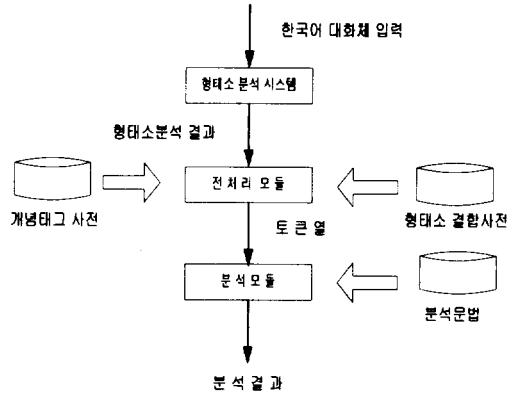 한국어 대화체 입력
형태소 분석 시스템
형태소분석 결과
전처리 모듈
개념태그 사전
형태소 결합사전
토큰 열
분석모듈
분석문법
분석결과